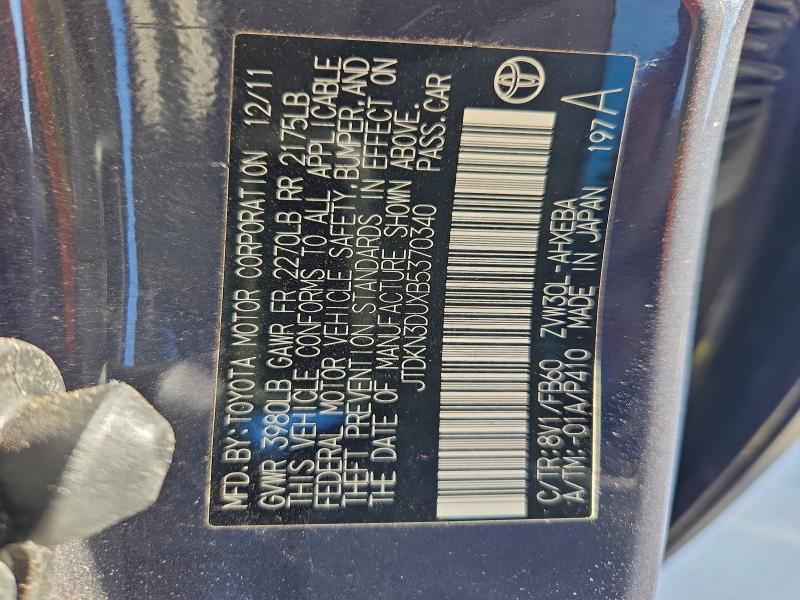 MFD.BY:TOYOTA MOTOR CORPORATION 12/11
GVWR 3980LB GAWR FR 2270LB RR 2175LB
THIS VEHICLE CONFORMS TO ALL APPLICABLE
FEDERAL MOTOR VEHICLE SAFETY,BUMPER,AND
THEFT PREVENTION STANDARDS IN EFFECT ON
THE DATE OF MANUFACTURE SHOWN ABOVE.
JTDKN3DUXB5370340 PASS.CAR
C/TR:8V1/FB60 ZVW30L-AHXEBA
A/TM:-01A/P410 MADE IN JAPAN 197 A